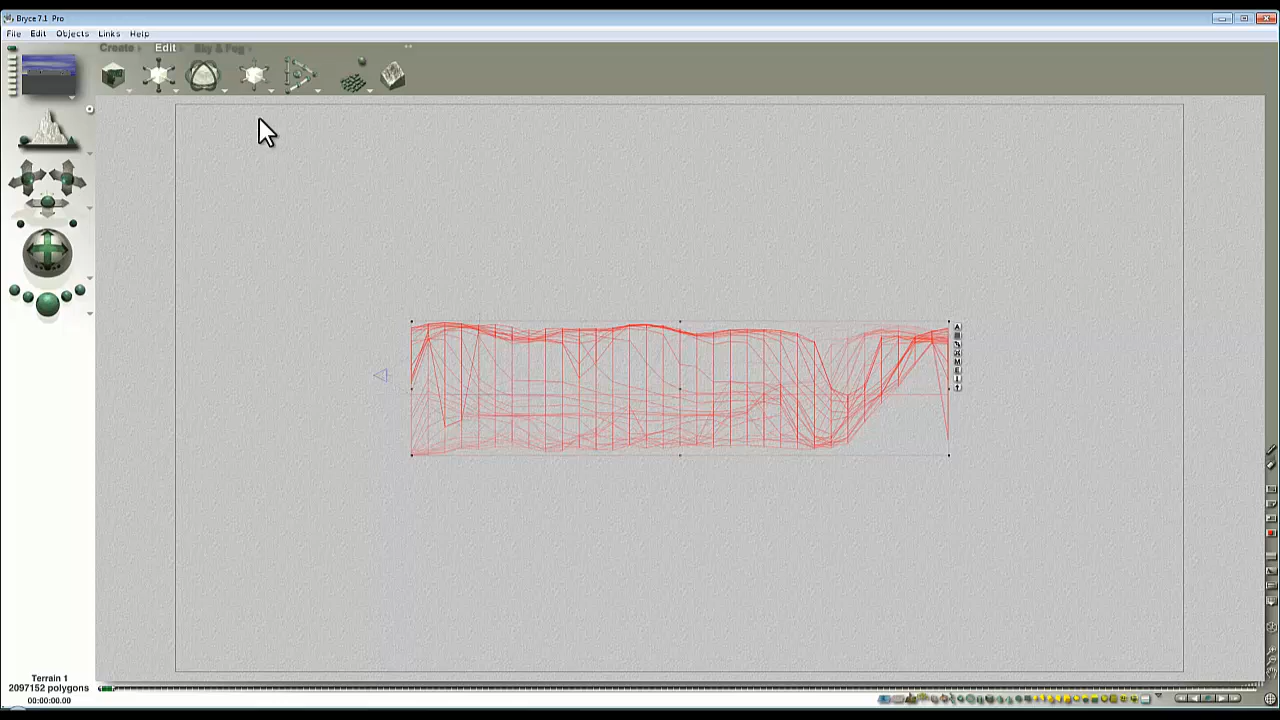 Bryce 7.1 Pro
File Edit Objects Links Help
Create Edit Sky & Fog
A
M
E
Terrain 1
2097152 polygons
00:00:00.00